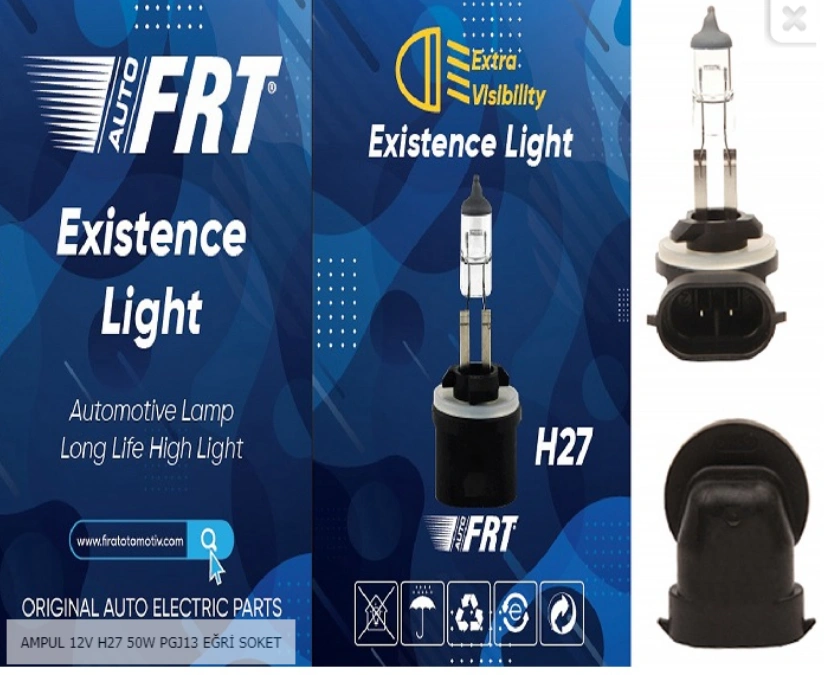 AUTO FRT®
Existence
Light
Automotive Lamp
Long Life High Light
www.firatotomotiv.com
ORIGINAL AUTO ELECTRIC PARTS
AMPUL 12V H27 50W PGJ13 EĞRİ SOKET
Extra
Visibility
Existence Light
H27
AUTO FRT